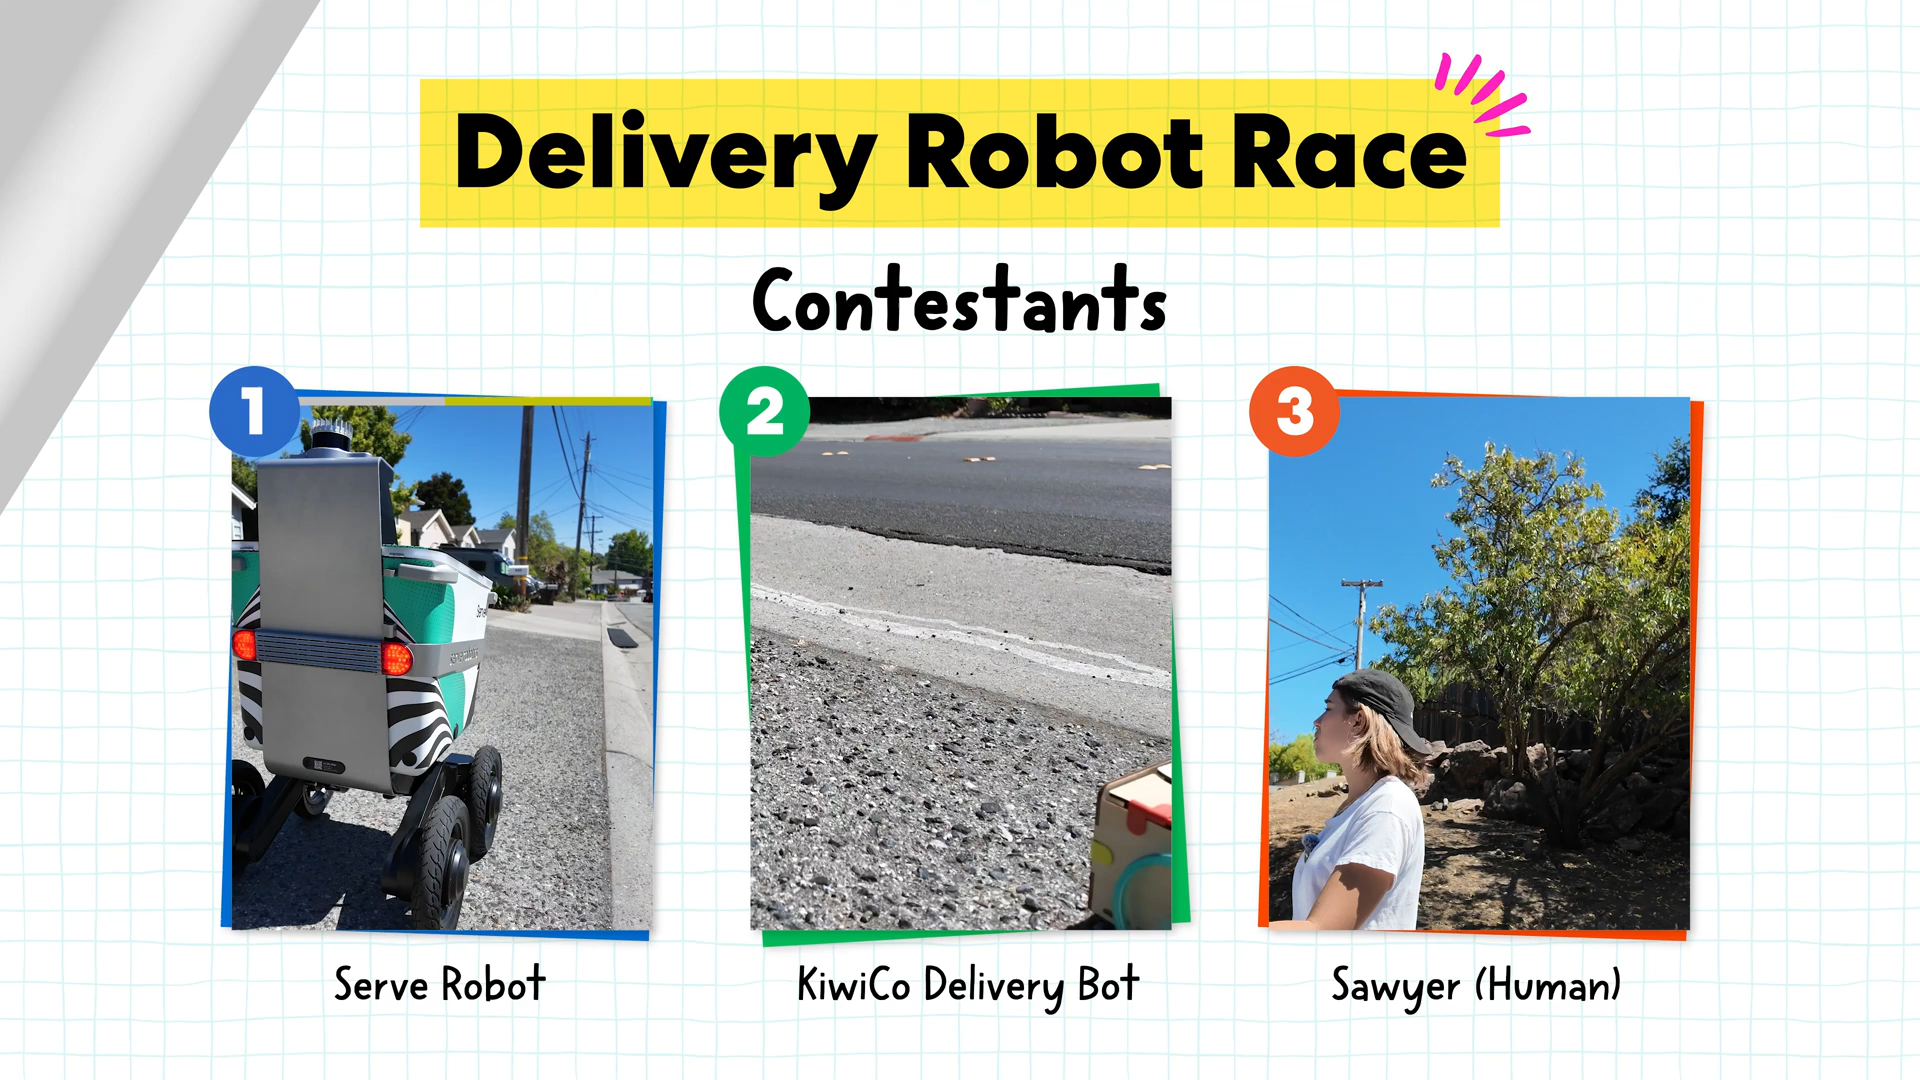 Delivery Robot Race
Contestants
1
2
3
Serve Robot
KiwiCo Delivery Bot
Sawyer (Human)